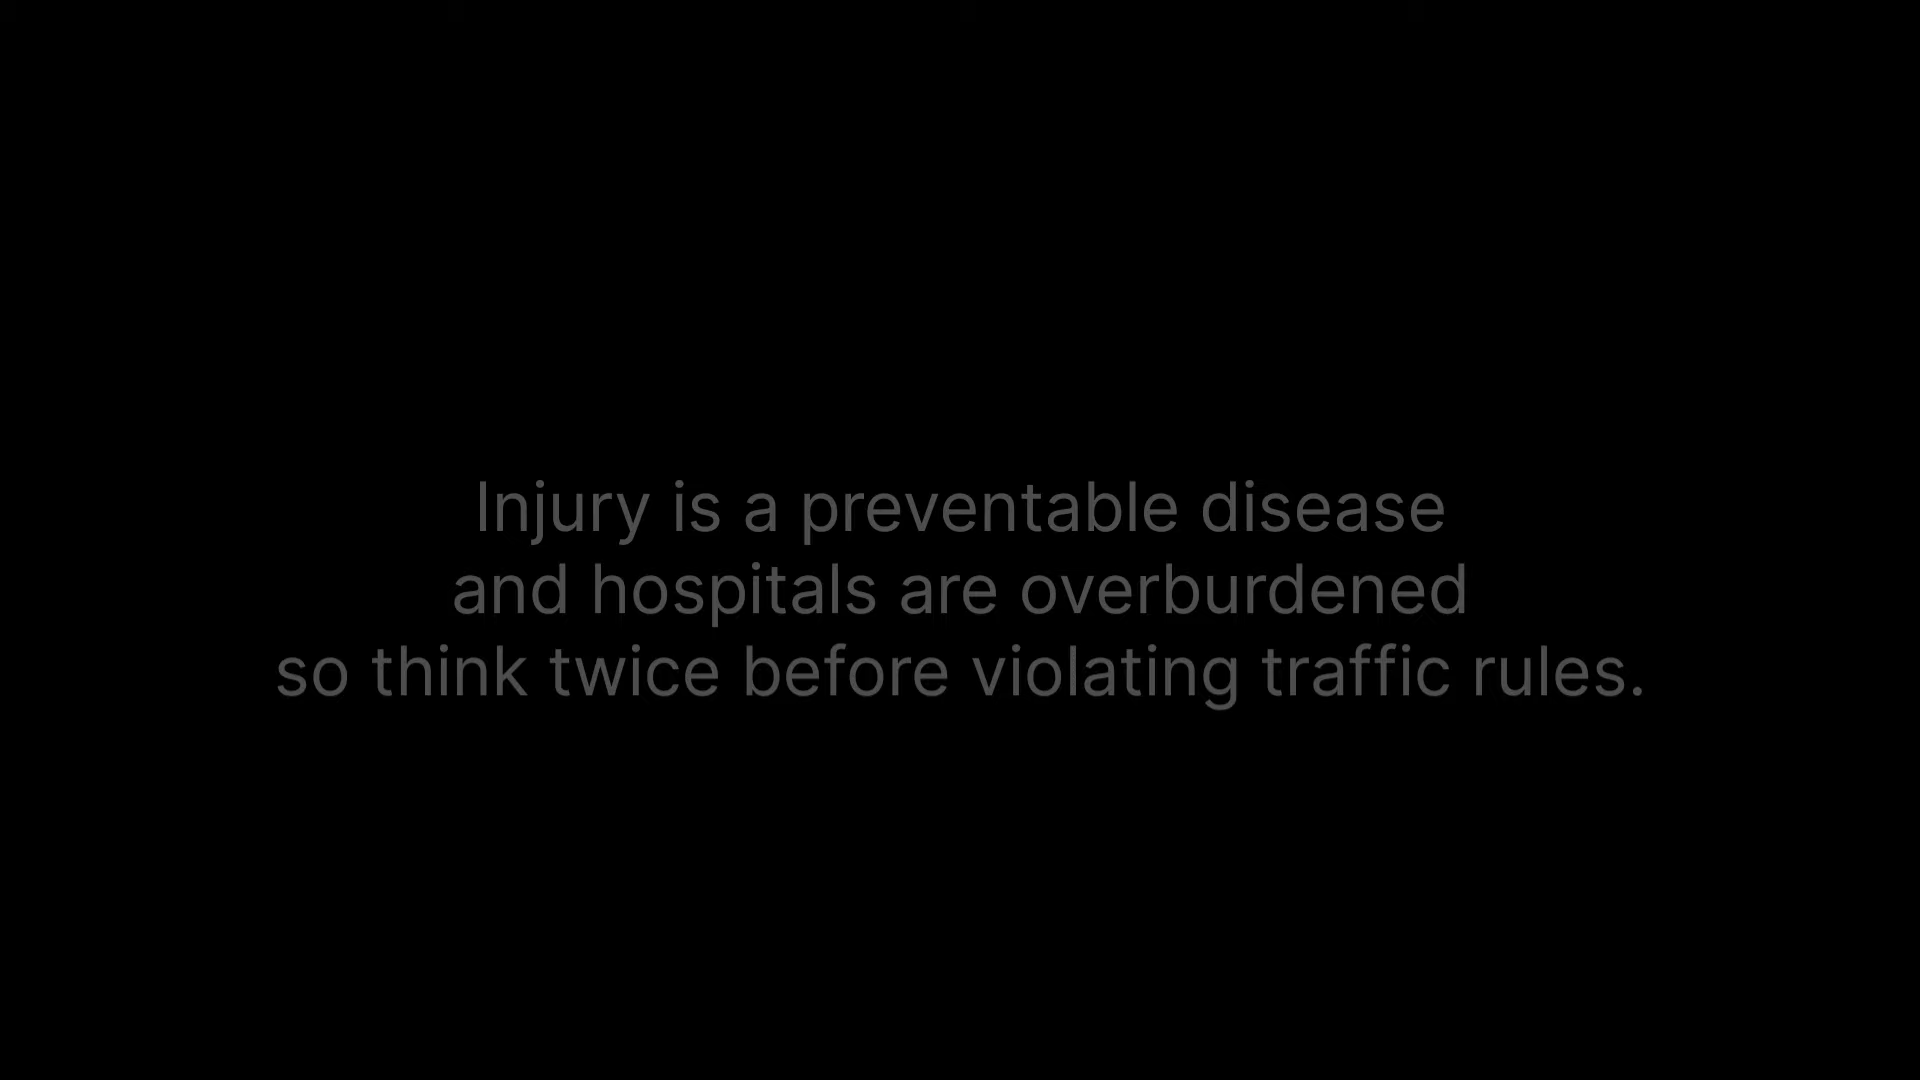 Injury is a preventable disease
and hospitals are overburdened
so think twice before violating traffic rules.